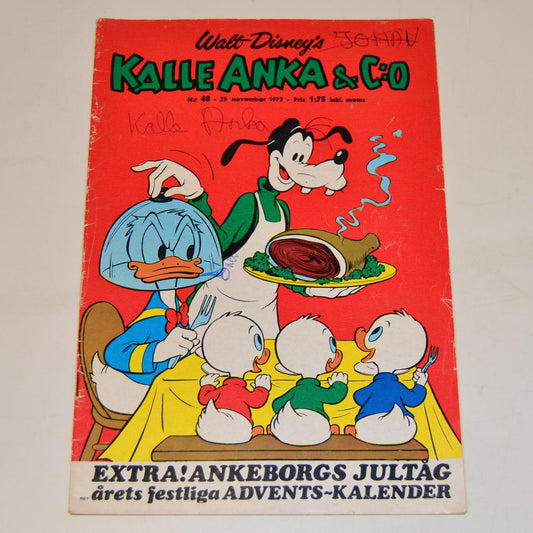 Walt Disney's JOHAN
KALLE ANKA & C:O
Nr 48 - 25 november 1972 - Pris 1:75 inkl. moms
Kalle Anka
EXTRA! ANKEBORGS JULTÅG
årets festliga ADVENTS-KALENDER